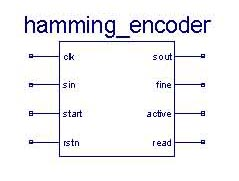 hamming_encoder
clk sout
sin fine
start active
rstn read